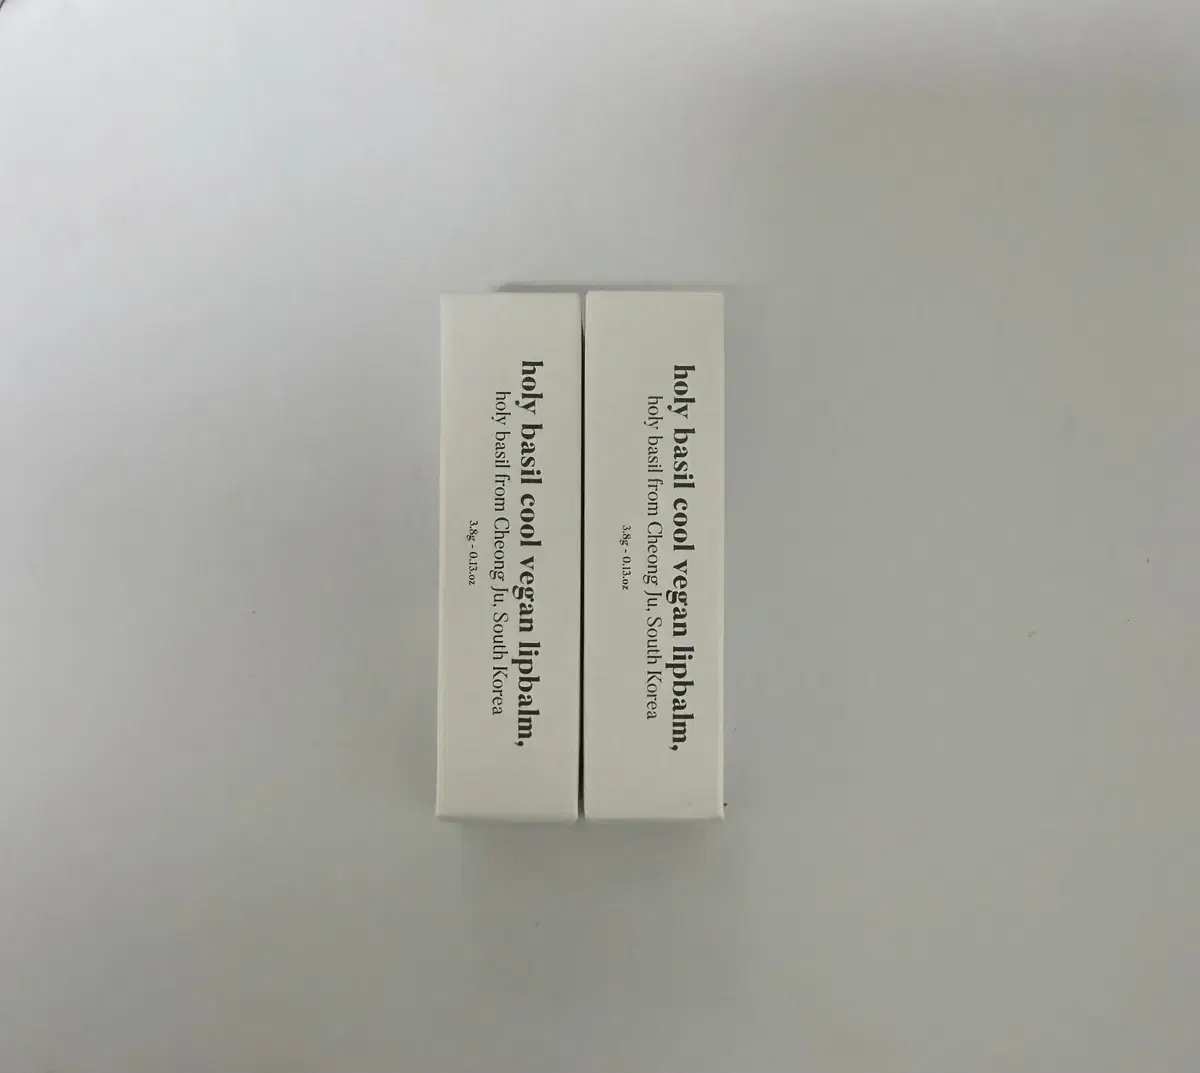 holy basil cool vegan lipbalm,
holy basil from Cheong Ju, South Korea
3.8g - 0.13.oz
holy basil cool vegan lipbalm,
holy basil from Cheong Ju, South Korea
3.8g - 0.13.oz